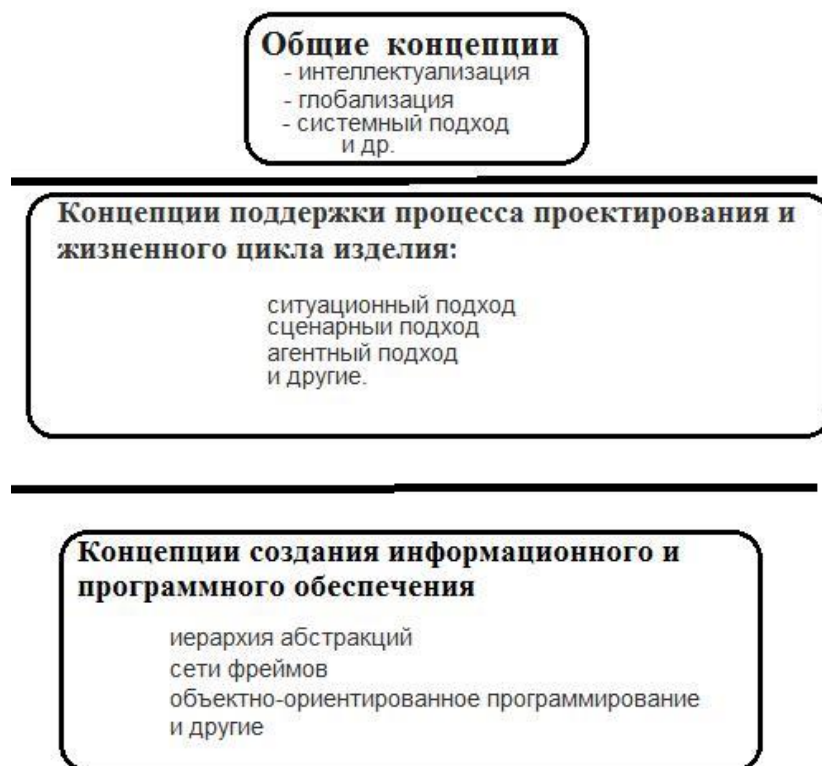 Общие концепции
- интеллектуализация
- глобализация
- системный подход
и др.
Концепции поддержки процесса проектирования и
жизненного цикла изделия:
ситуационный подход
сценарный подход
агентный подход
и другие.
Концепции создания информационного и
программного обеспечения
иерархия абстракций
сети фреймов
объектно-ориентированное программирование
и другие